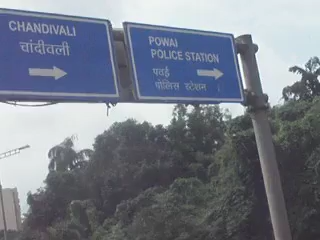 CHANDIVALI
चांदीवली
POWAI
POLICE STATION
पवई
पोलिस स्टेशन